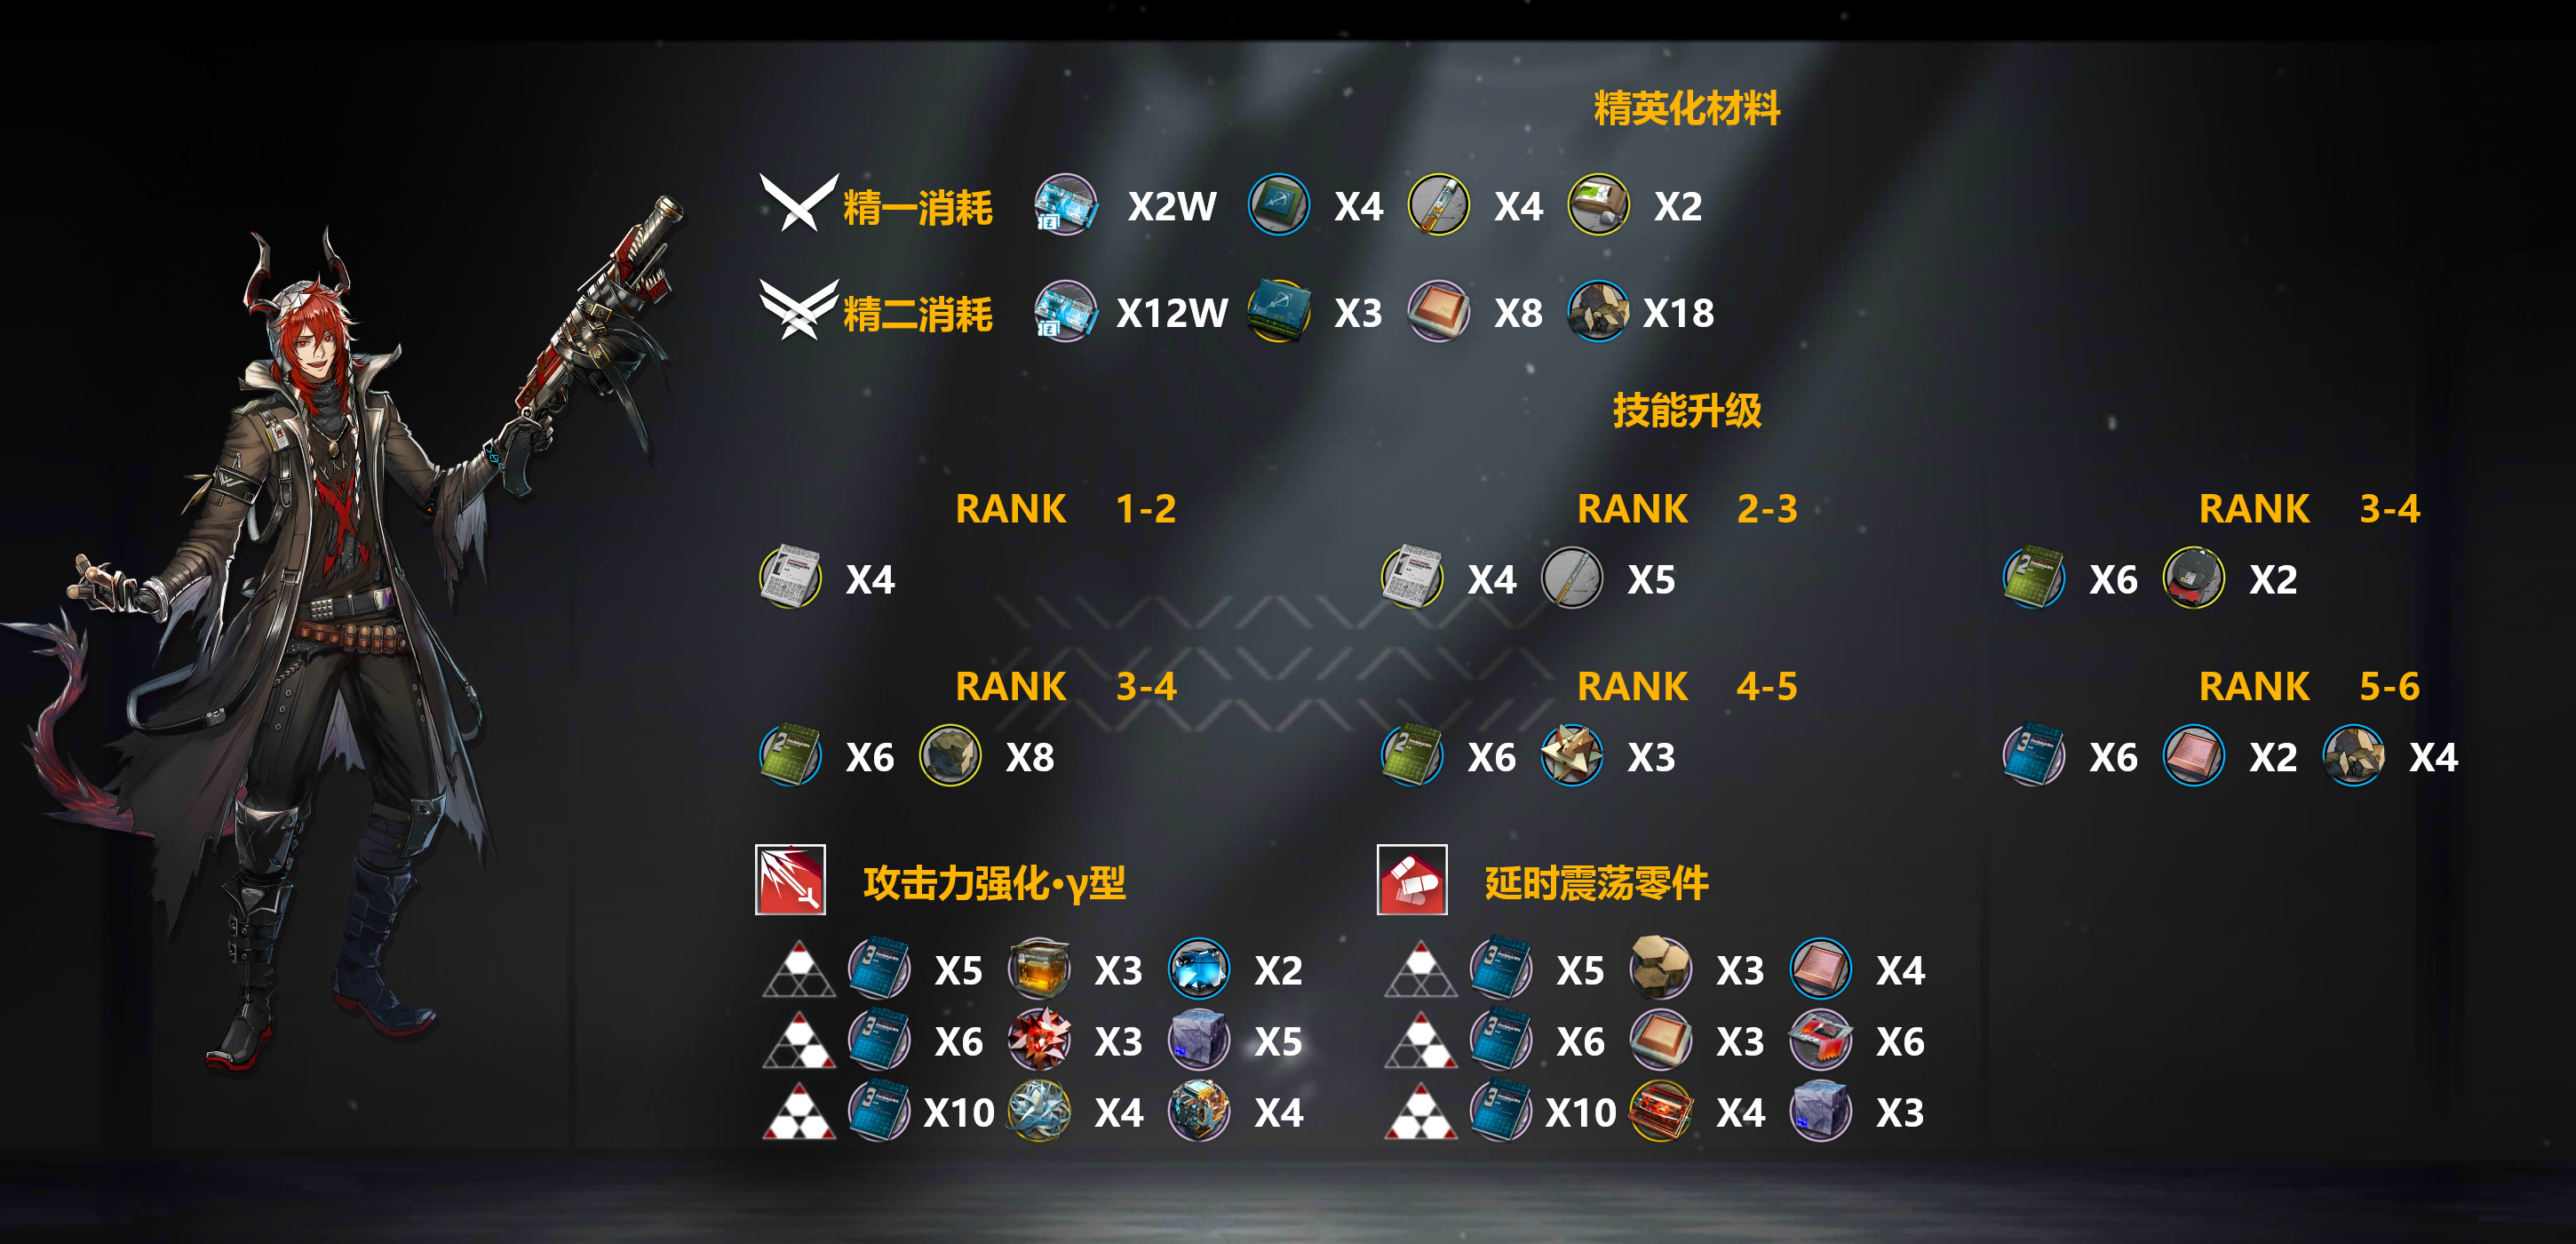 精英化材料
精一消耗 X2W X4 X4 X2
精二消耗 X12W X3 X8 X18
技能升级
RANK 1-2 RANK 2-3 RANK 3-4
X4 X4 X5 X6 X2
RANK 3-4 RANK 4-5 RANK 5-6
X6 X8 X6 X3 X6 X2 X4
攻击力强化·γ型 延时震荡零件
X5 X3 X2 X5 X3 X4
X6 X3 X5 X6 X3 X6
X10 X4 X4 X10 X4 X3